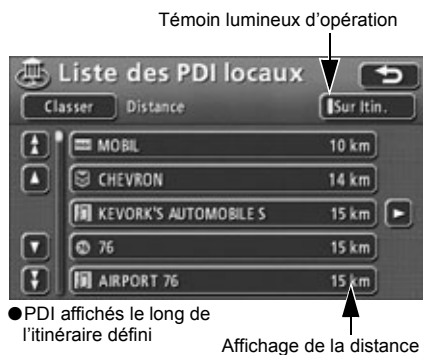 Témoin lumineux d'opération
Liste des PDI locaux
Classer Distance Sur Itin.
MOBIL 10 km
CHEVRON 14 km
KEVORK'S AUTOMOBILE S 15 km
76 15 km
AIRPORT 76 15 km
●PDI affichés le long de
l'itinéraire défini
Affichage de la distance